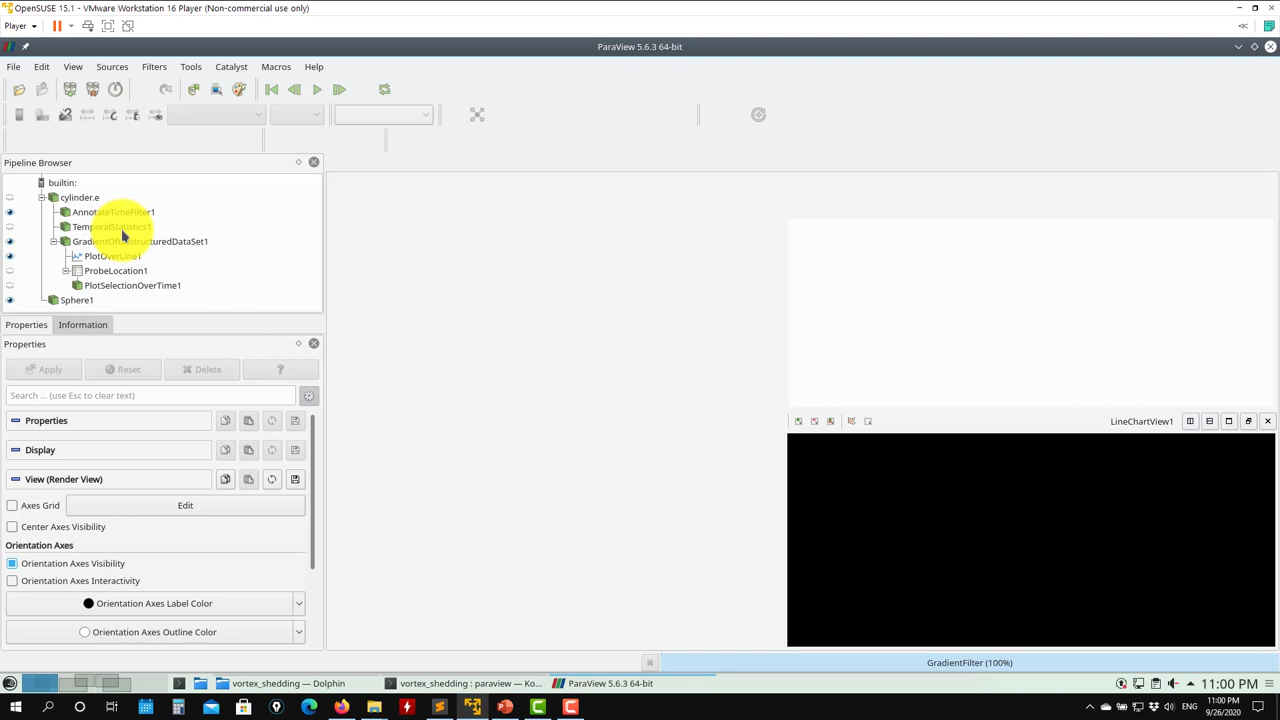 OpenSUSE 15.1 - VMware Workstation 16 Player (Non-commercial use only)
Player
ParaView 5.6.3 64-bit
File Edit View Sources Filters Tools Catalyst Macros Help
Pipeline Browser
builtin:
cylinder.e
AnnotateTimeFilter1
TemporalStatistics1
GradientOfUnstructuredDataSet1
PlotOverLine1
ProbeLocation1
PlotSelectionOverTime1
Sphere1
Properties Information
Properties
Apply Reset Delete ?
Search ... (use Esc to clear text)
Properties
Display
View (Render View)
Axes Grid Edit
Center Axes Visibility
Orientation Axes
Orientation Axes Visibility
Orientation Axes Interactivity
Orientation Axes Label Color
Orientation Axes Outline Color
LineChartView1
GradientFilter (100%)
vortex_shedding — Dolphin
vortex_shedding : paraview — Ko...
ParaView 5.6.3 64-bit
11:00 PM
ENG
11:00 PM
9/26/2020